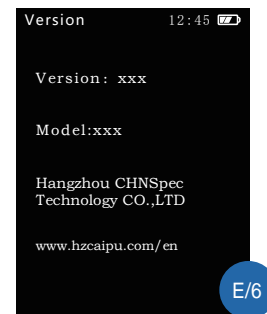 Version 12:45
Version: xxx
Model:xxx
Hangzhou CHNSpec
Technology CO.,LTD
www.hzcaipu.com/en
E/6